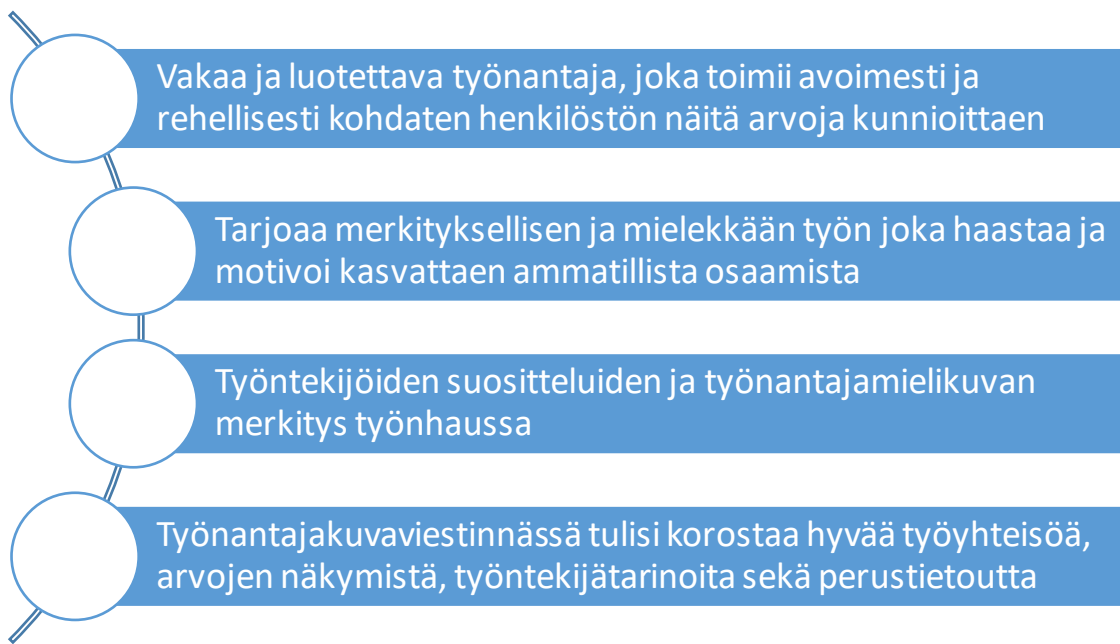 Vakaa ja luotettava työnantaja, joka toimii avoimesti ja
rehellisesti kohdaten henkilöstön näitä arvoja kunnioittaen
Tarjoaa merkityksellisen ja mielekkään työn joka haastaa ja
motivoi kasvattaen ammatillista osaamista
Työntekijöiden suositteluiden ja työnantajamielikuvan
merkitys työnhaussa
Työnantajakuvaviestinnässä tulisi korostaa hyvää työyhteisöä,
arvojen näkymistä, työntekijätarinoita sekä perustietoutta